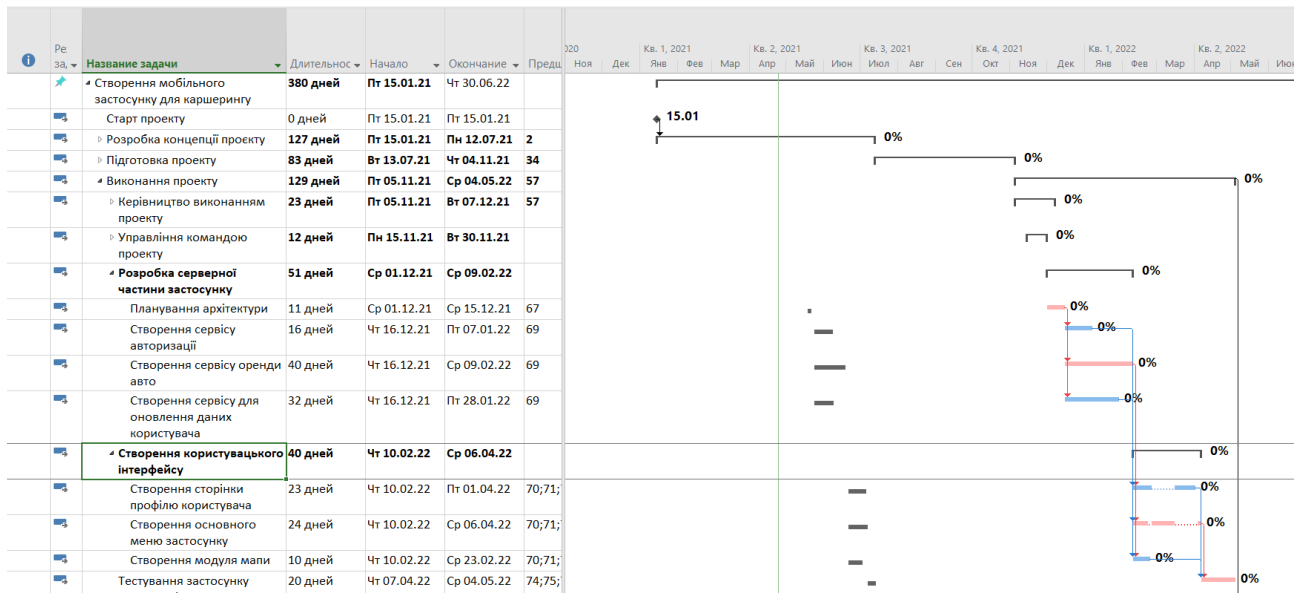 020 Кв. 1, 2021 Кв. 2, 2021 Кв. 3, 2021 Кв. 4, 2021 Кв. 1, 2022 Кв. 2, 2022
Ре
за, Название задачи Длительнос Начало Окончание Предш Ноя Дек Янв Фев Мар Апр Май Июн Июл Авг Сен Окт Ноя Дек Янв Фев Мар Апр Май Июн
Створення мобільного 380 дней Пт 15.01.21 Чт 30.06.22
застосунку для каршерингу
Старт проекту 0 дней Пт 15.01.21 Пт 15.01.21 15.01
Розробка концепції проєкту 127 дней Пт 15.01.21 Пн 12.07.21 2 0%
Підготовка проекту 83 дней Вт 13.07.21 Чт 04.11.21 34 0%
Виконання проекту 129 дней Пт 05.11.21 Ср 04.05.22 57 0%
Керівництво виконанням 23 дней Пт 05.11.21 Вт 07.12.21 57 0%
проекту
Управління командою 12 дней Пн 15.11.21 Вт 30.11.21 0%
проекту
Розробка серверної 51 дней Ср 01.12.21 Ср 09.02.22 0%
частини застосунку
Планування архітектури 11 дней Ср 01.12.21 Ср 15.12.21 67 0%
Створення сервісу 16 дней Чт 16.12.21 Пт 07.01.22 69 0%
авторизації
Створення сервісу оренди 40 дней Чт 16.12.21 Ср 09.02.22 69 0%
авто
Створення сервісу для 32 дней Чт 16.12.21 Пт 28.01.22 69 0%
оновлення даних
користувача
Створення користувацького 40 дней Чт 10.02.22 Ср 06.04.22 0%
інтерфейсу
Створення сторінки 23 дней Чт 10.02.22 Пт 01.04.22 70;71; 0%
профілю користувача
Створення основного 24 дней Чт 10.02.22 Ср 06.04.22 70;71; 0%
меню застосунку
Створення модуля мапи 10 дней Чт 10.02.22 Ср 23.02.22 70;71; 0%
Тестування застосунку 20 дней Чт 07.04.22 Ср 04.05.22 74;75; 0%